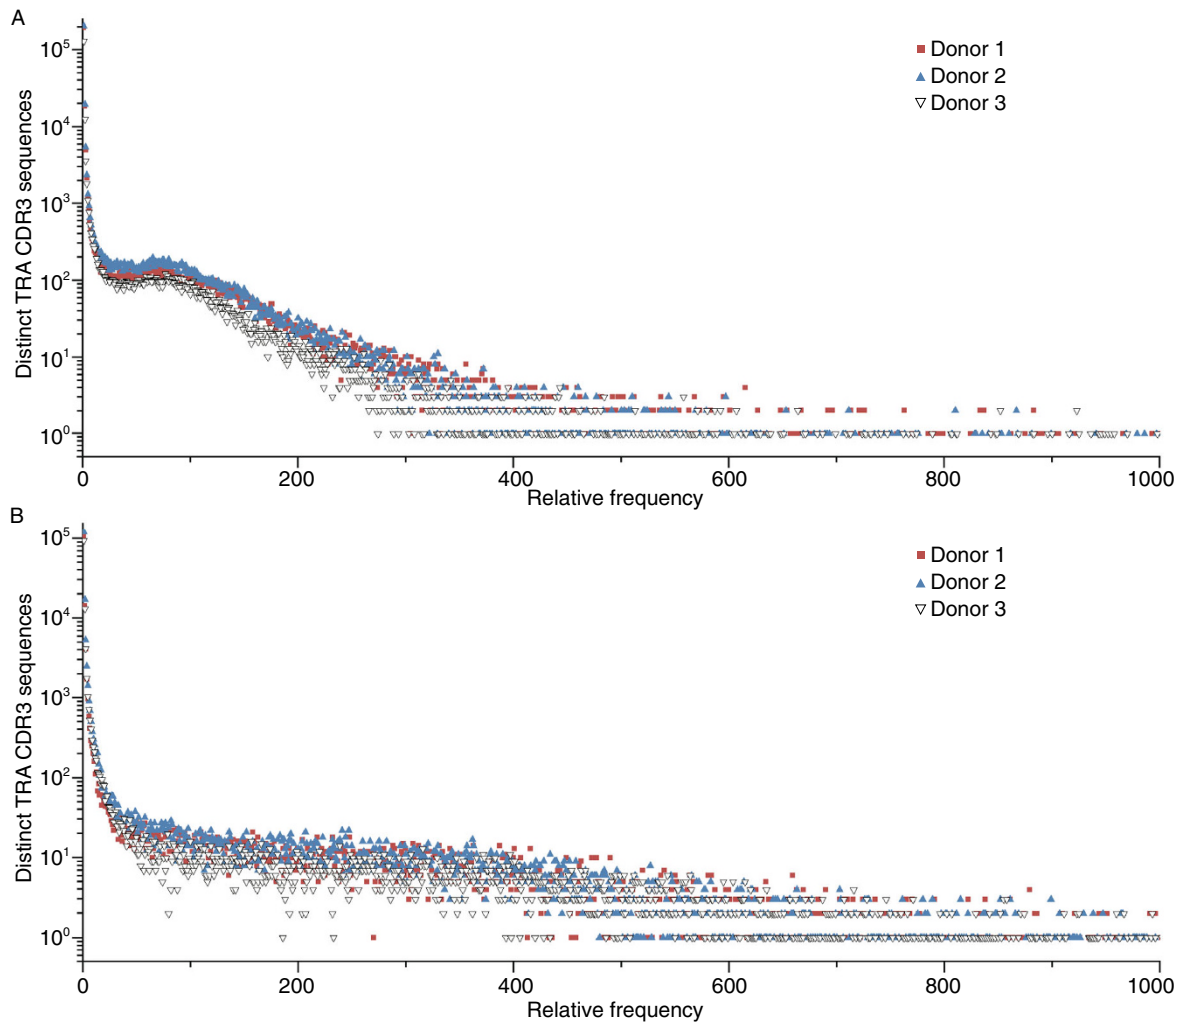 A
Distinct TRA CDR3 sequences
10^5
10^4
10^3
10^2
10^1
10^0
Donor 1
Donor 2
Donor 3
0 200 400 600 800 1000
Relative frequency
B
Distinct TRA CDR3 sequences
10^5
10^4
10^3
10^2
10^1
10^0
Donor 1
Donor 2
Donor 3
0 200 400 600 800 1000
Relative frequency